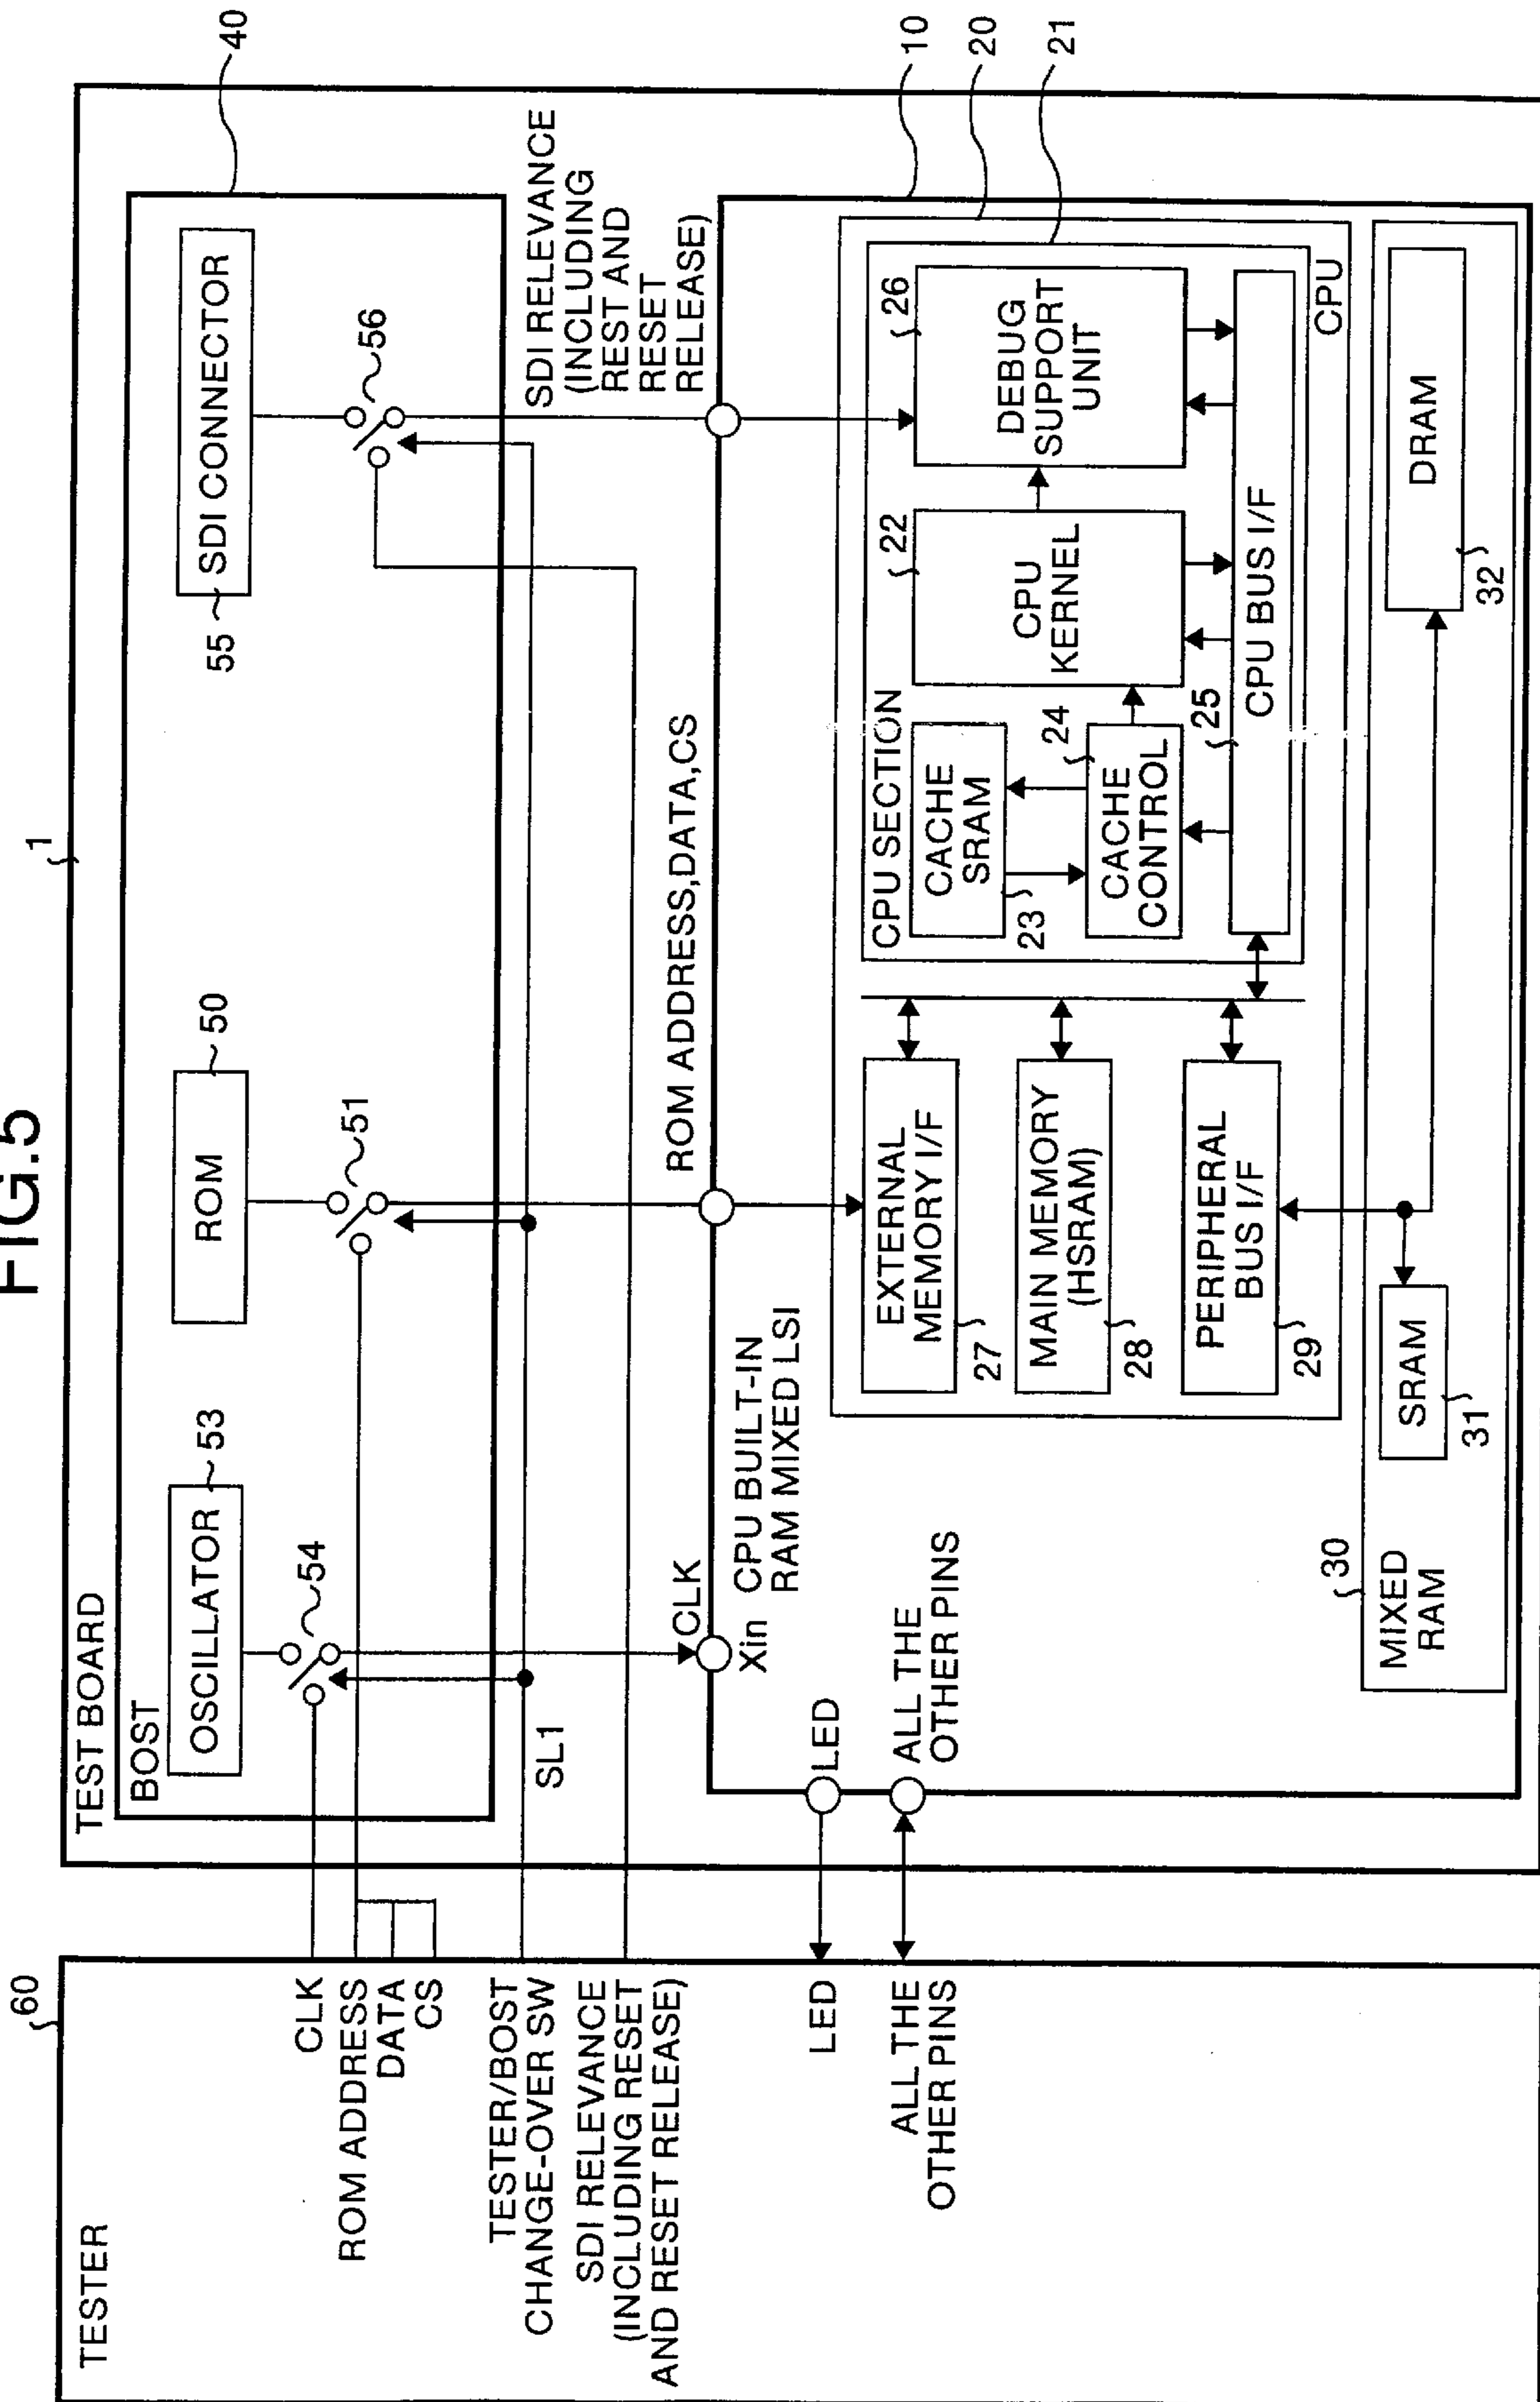 FIG.5
1
TEST BOARD
BOST
40
OSCILLATOR
53
54
ROM
50
51
55
SDI CONNECTOR
56
SL1
SDI RELEVANCE
(INCLUDING
REST AND
RESET
RELEASE)
ROM ADDRESS,DATA,CS
CLK
Xin
CPU BUILT-IN
RAM MIXED LSI
10
20
21
LED
ALL THE
OTHER PINS
EXTERNAL
MEMORY I/F
27
MAIN MEMORY
(HSRAM)
28
PERIPHERAL
BUS I/F
29
CPU SECTION
CACHE
SRAM
23
24
CACHE
CONTROL
22
CPU
KERNEL
26
DEBUG
SUPPORT
UNIT
25
CPU BUS I/F
CPU
30
MIXED
RAM
SRAM
31
DRAM
32
60
TESTER
CLK
ROM ADDRESS
DATA
CS
TESTER/BOST
CHANGE-OVER SW
SDI RELEVANCE
(INCLUDING RESET
AND RESET RELEASE)
LED
ALL THE
OTHER PINS